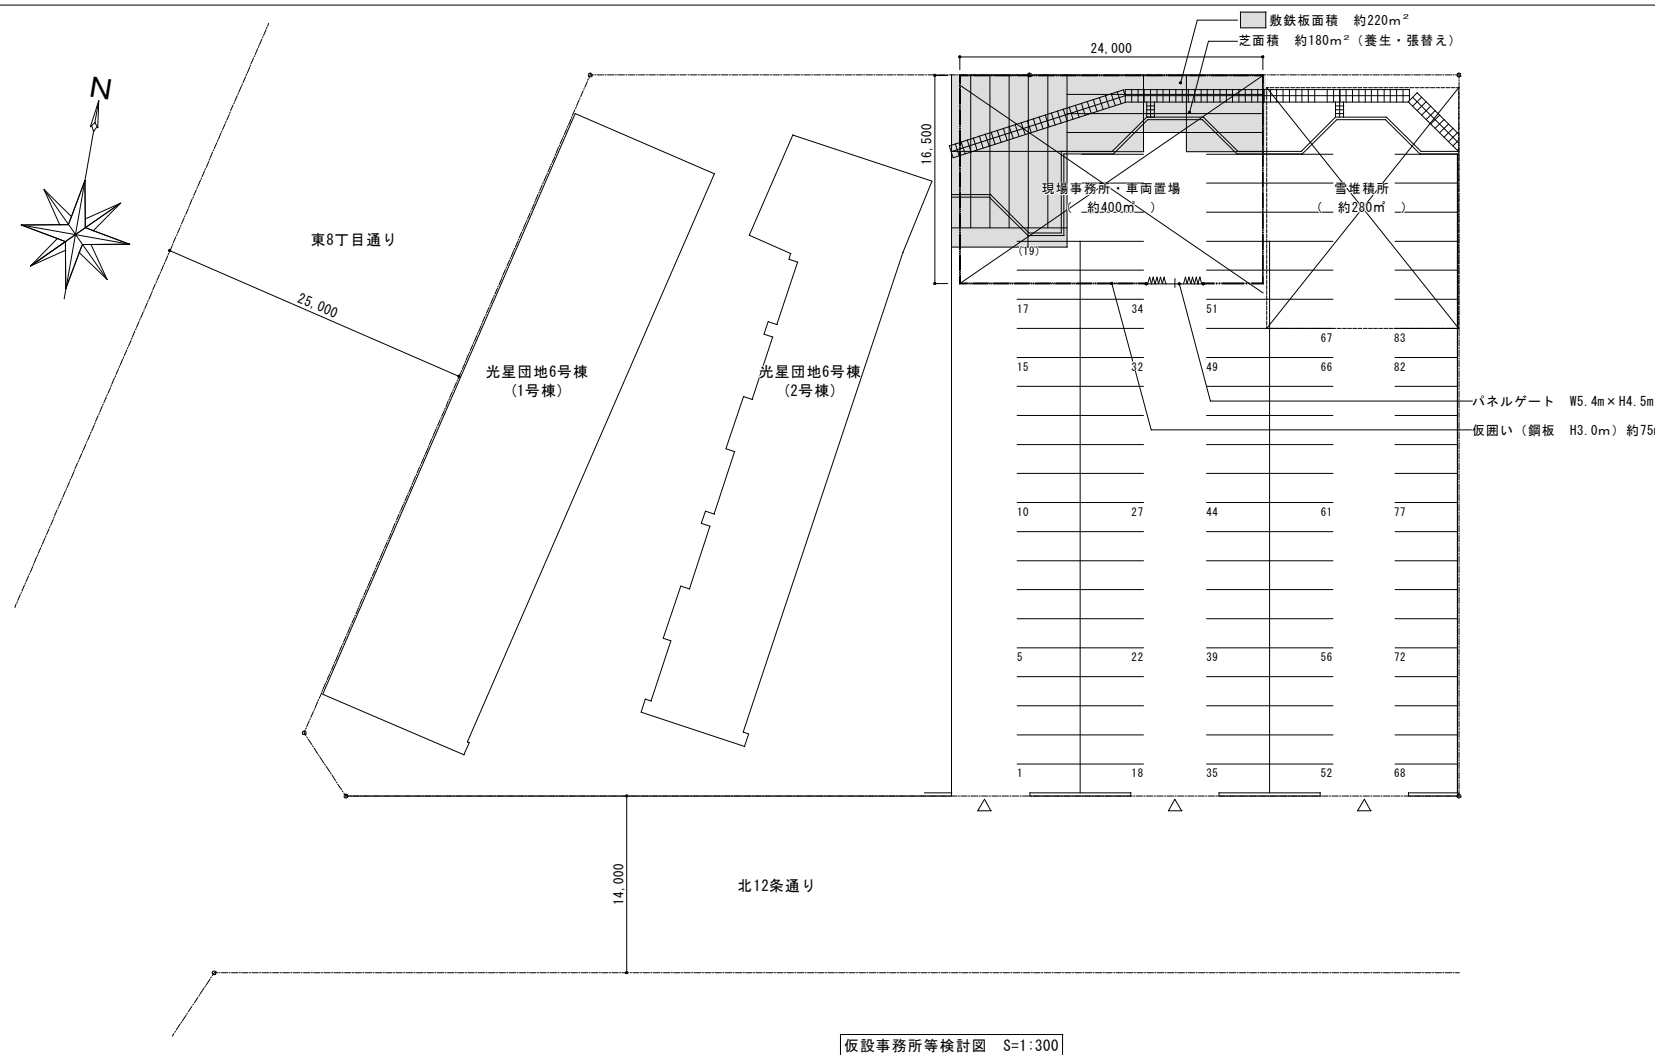 敷鉄板面積　約220m²
芝面積　約180m²（養生・張替え）
24,000
N
16,500
現場事務所・車両置場
（　約400㎡　）
雪堆積所
（　約280㎡　）
東8丁目通り
(19)
25,000
17 34 51
67 83
光星団地6号棟
(1号棟)
光星団地6号棟
(2号棟)
15 32 49 66 82
パネルゲート　W5.4m×H4.5m
仮囲い（鋼板　H3.0m）約75
10 27 44 61 77
5 22 39 56 72
1 18 35 52 68
14,000
北12条通り
仮設事務所等検討図　S=1:300